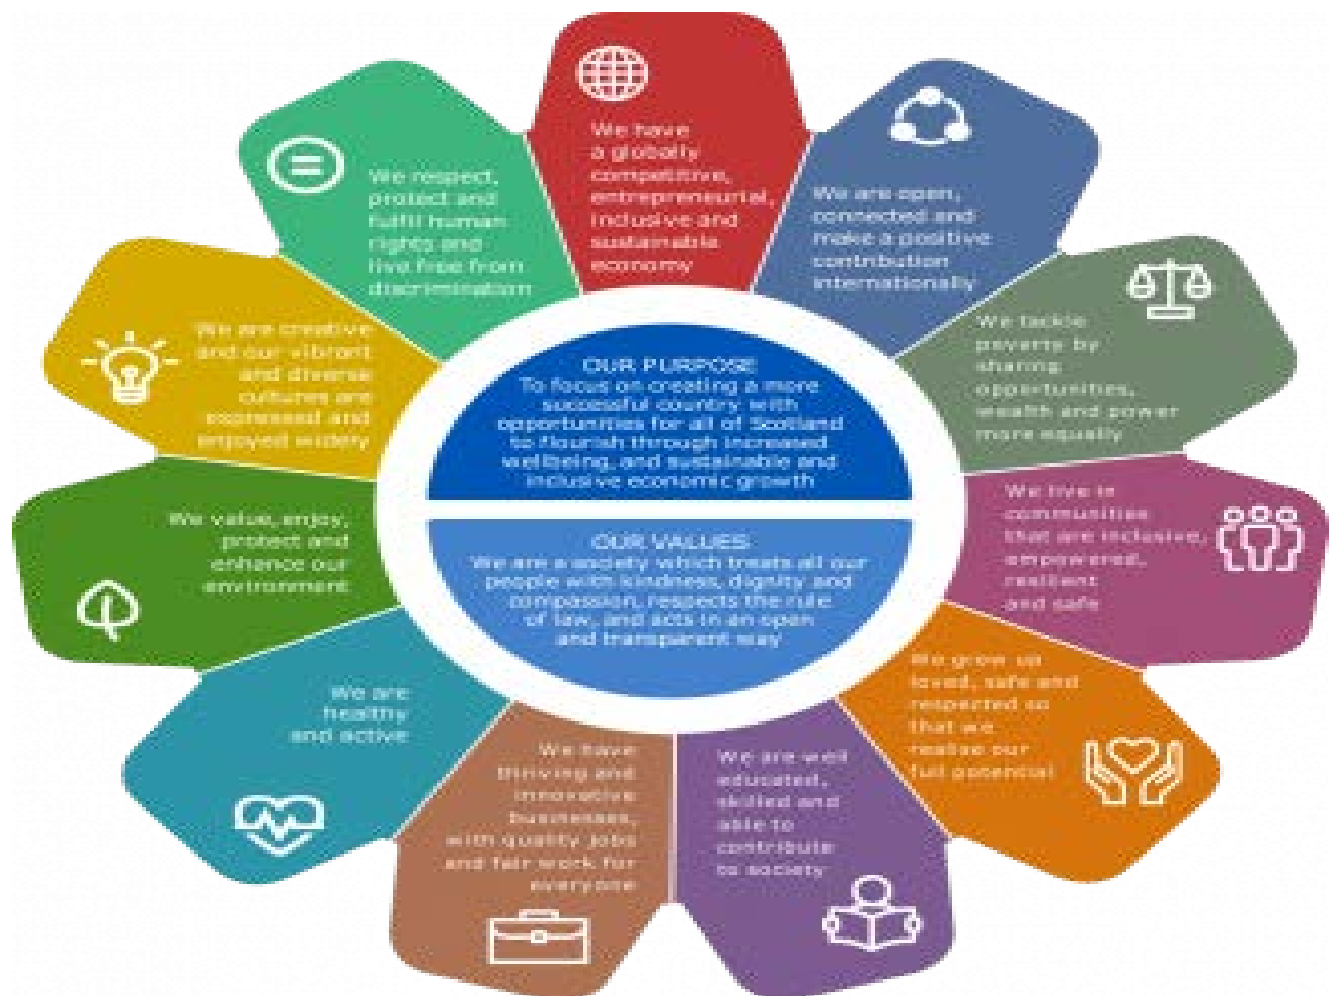 We have
a globally
competitive,
entrepreneurial,
inclusive and
sustainable
economy
We are open,
connected and
make a positive
contribution
internationally
We tackle
poverty by
sharing
opportunities,
wealth and power
more equally
We live in
communities
that are inclusive,
empowered,
resilient
and safe
We grow up
loved, safe and
respected so
that we
realise our
full potential
We are well
educated,
skilled and
able to
contribute
to society
We have
thriving and
innovative
businesses,
with quality jobs
and fair work for
everyone
We are
healthy
and active
We value, enjoy,
protect and
enhance our
environment
We are creative
and our vibrant
and diverse
cultures are
expressed and
enjoyed widely
We respect,
protect and
fulfil human
rights and
live free from
discrimination
OUR PURPOSE
To focus on creating a more
successful country with
opportunities for all of Scotland
to flourish through increased
wellbeing, and sustainable and
inclusive economic growth
OUR VALUES
We are a society which treats all our
people with kindness, dignity and
compassion, respects the rule
of law, and acts in an open
and transparent way